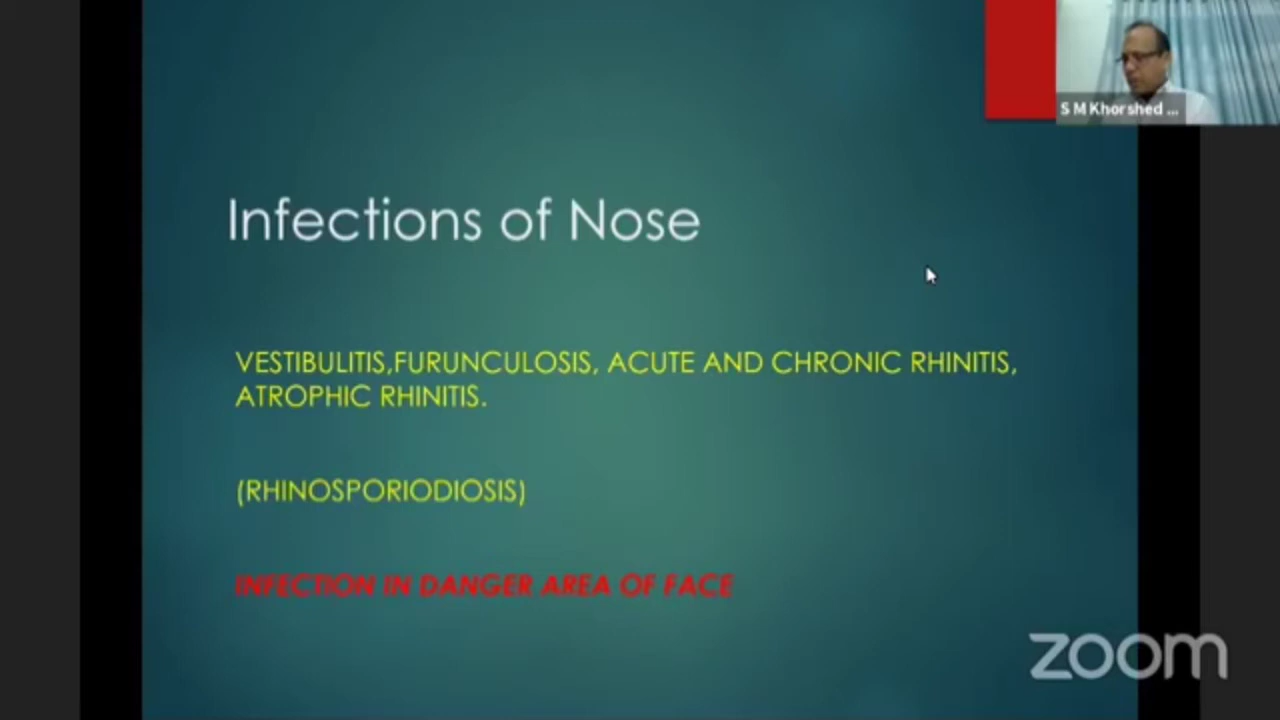 S M Khorshed ...
Infections of Nose
VESTIBULITIS,FURUNCULOSIS, ACUTE AND CHRONIC RHINITIS,
ATROPHIC RHINITIS.
(RHINOSPORIODIOSIS)
INFECTION IN DANGER AREA OF FACE
zoom